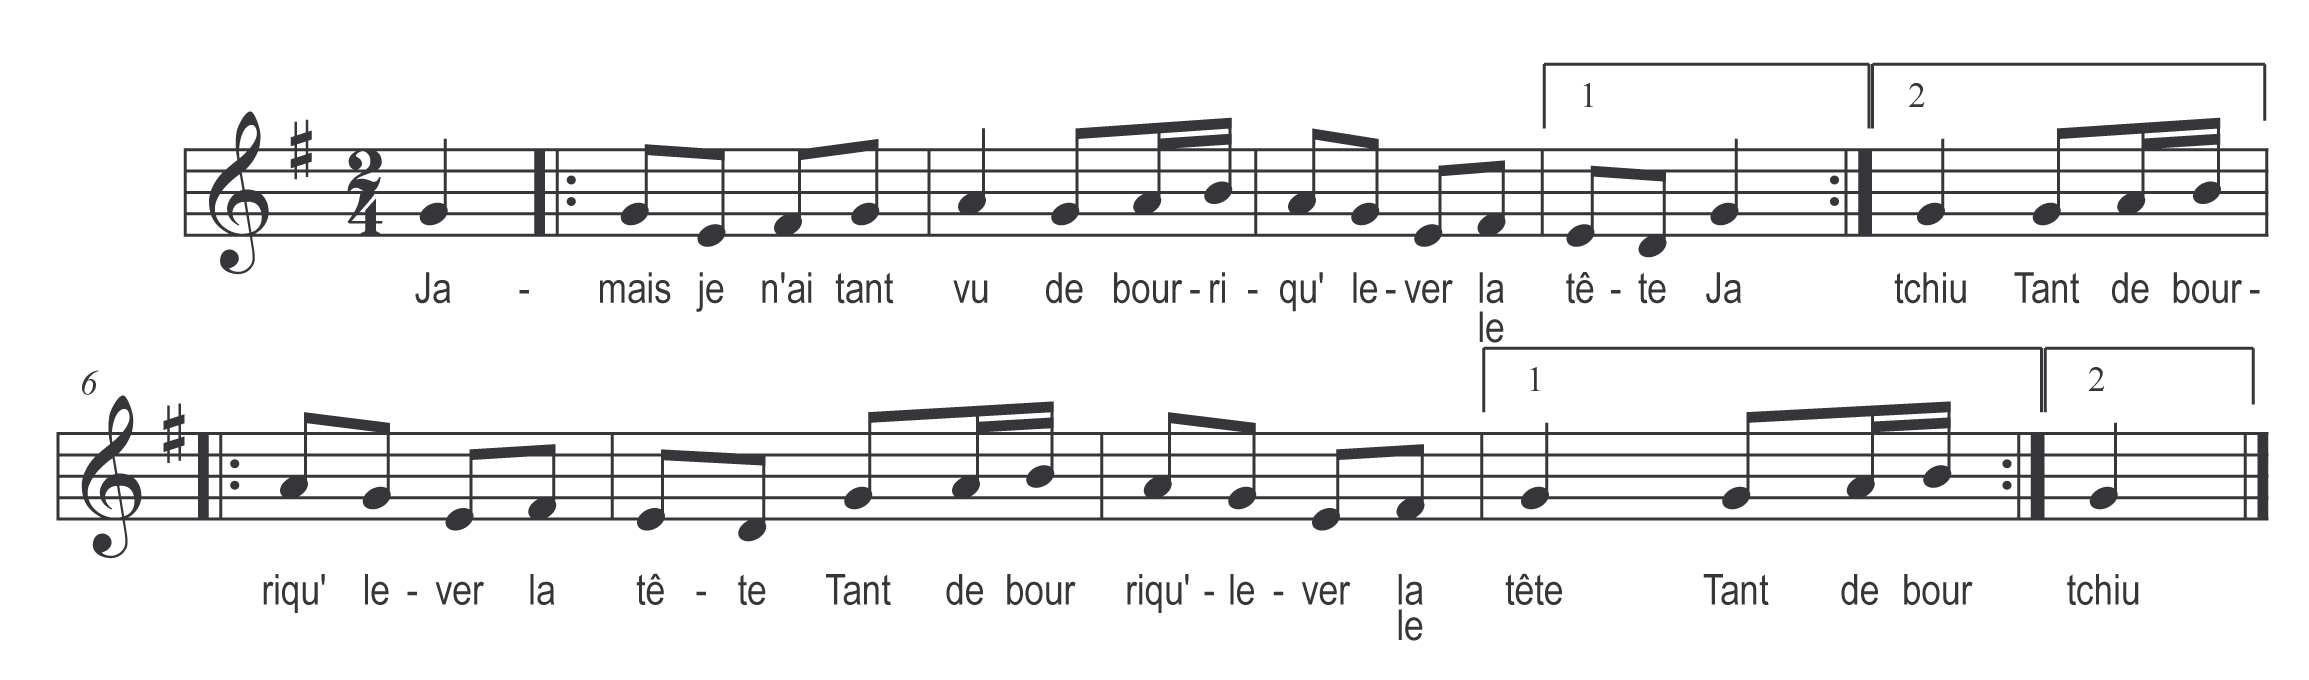 1 2
2
4
Ja - mais je n'ai tant vu de bour - ri - qu' le - ver la tê - te Ja tchiu Tant de bour -
le
6 1 2
riqu' le - ver la tê - te Tant de bour riqu' - le - ver la tête Tant de bour tchiu
le